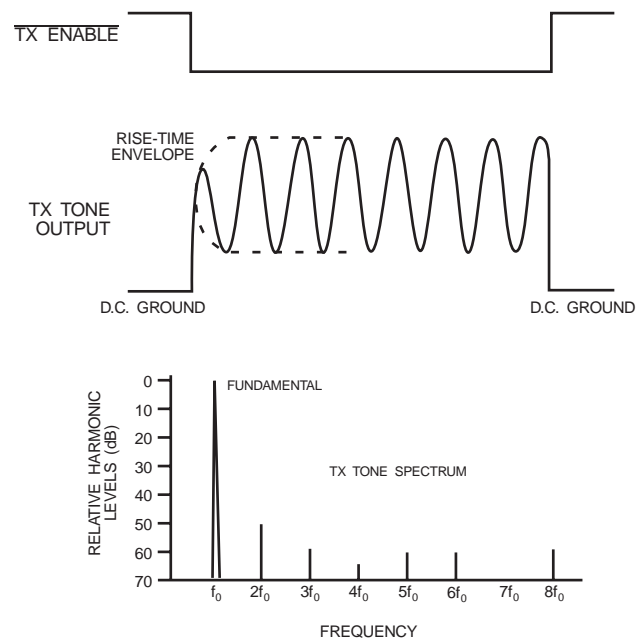 TX ENABLE
RISE-TIME
ENVELOPE
TX TONE
OUTPUT
D.C. GROUND
D.C. GROUND
RELATIVE HARMONIC
LEVELS (dB)
0
10
20
30
40
50
60
70
FUNDAMENTAL
TX TONE SPECTRUM
f₀
2f₀
3f₀
4f₀
5f₀
6f₀
7f₀
8f₀
FREQUENCY